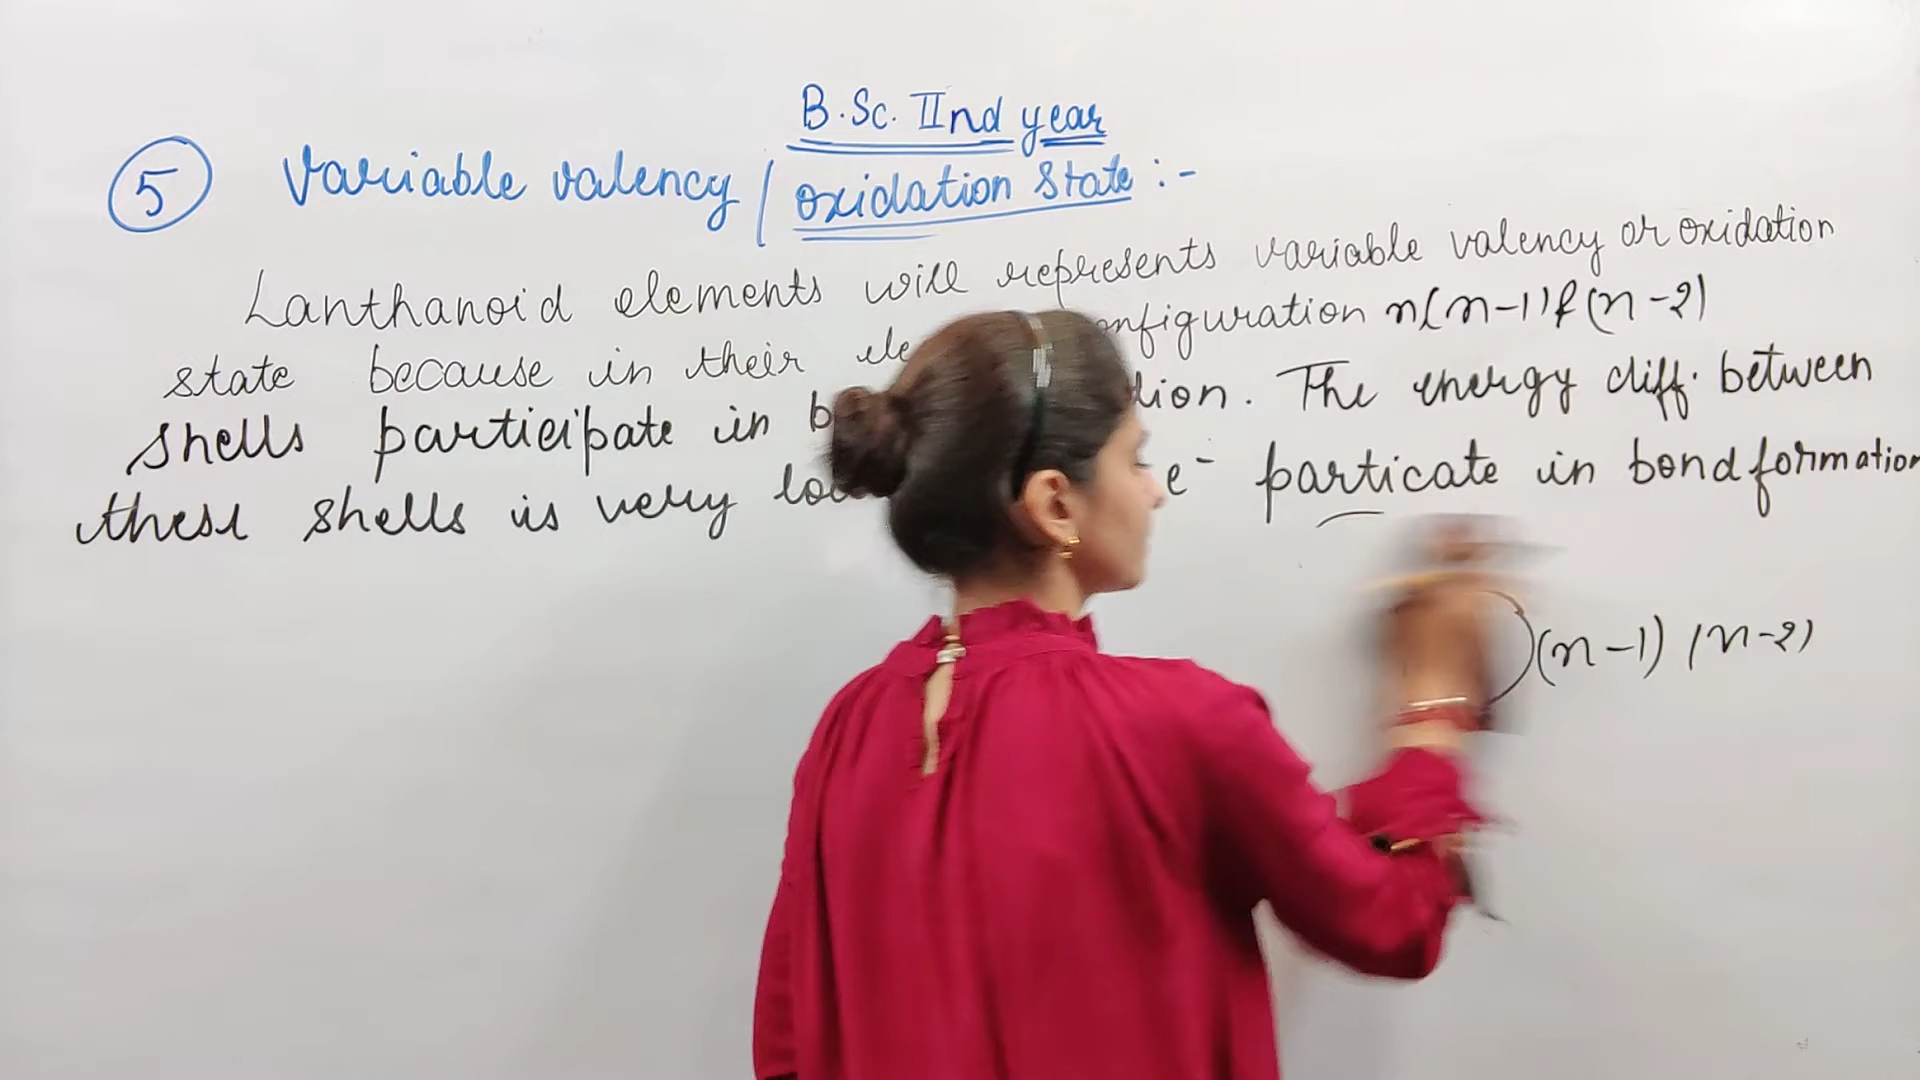 B.Sc. IInd year
5 Variable valency / oxidation state :-
Lanthanoid elements will represents variable valency or oxidation
state because in their n(n-1)f(n-2)
shells participate in The energy diff. between
these shells is very e⁻ particate in bond formation
(n-1) (n-2)